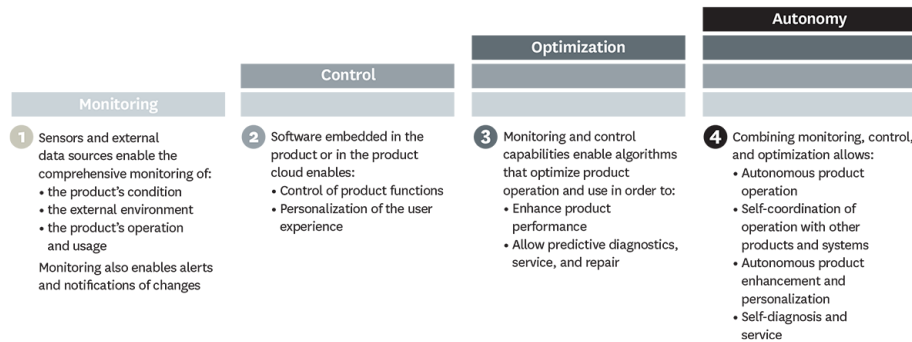 Monitoring
1 Sensors and external
data sources enable the
comprehensive monitoring of:
• the product's condition
• the external environment
• the product's operation
and usage
Monitoring also enables alerts
and notifications of changes
Control
2 Software embedded in the
product or in the product
cloud enables:
• Control of product functions
• Personalization of the user
experience
Optimization
3 Monitoring and control
capabilities enable algorithms
that optimize product
operation and use in order to:
• Enhance product
performance
• Allow predictive diagnostics,
service, and repair
Autonomy
4 Combining monitoring, control,
and optimization allows:
• Autonomous product
operation
• Self-coordination of
operation with other
products and systems
• Autonomous product
enhancement and
personalization
• Self-diagnosis and
service